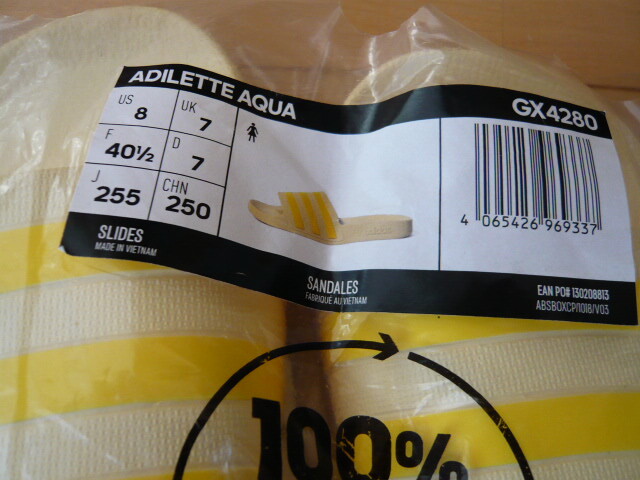 ADILETTE AQUA
GX4280
US 8
UK 7
F 40½
D 7
J 255
CHN 250
4 065426 969337
SLIDES
MADE IN VIETNAM
SANDALES
FABRIQUÉ AU VIETNAM
EAN PO# 130208813
ABSBOXCP/1018/V03
100%